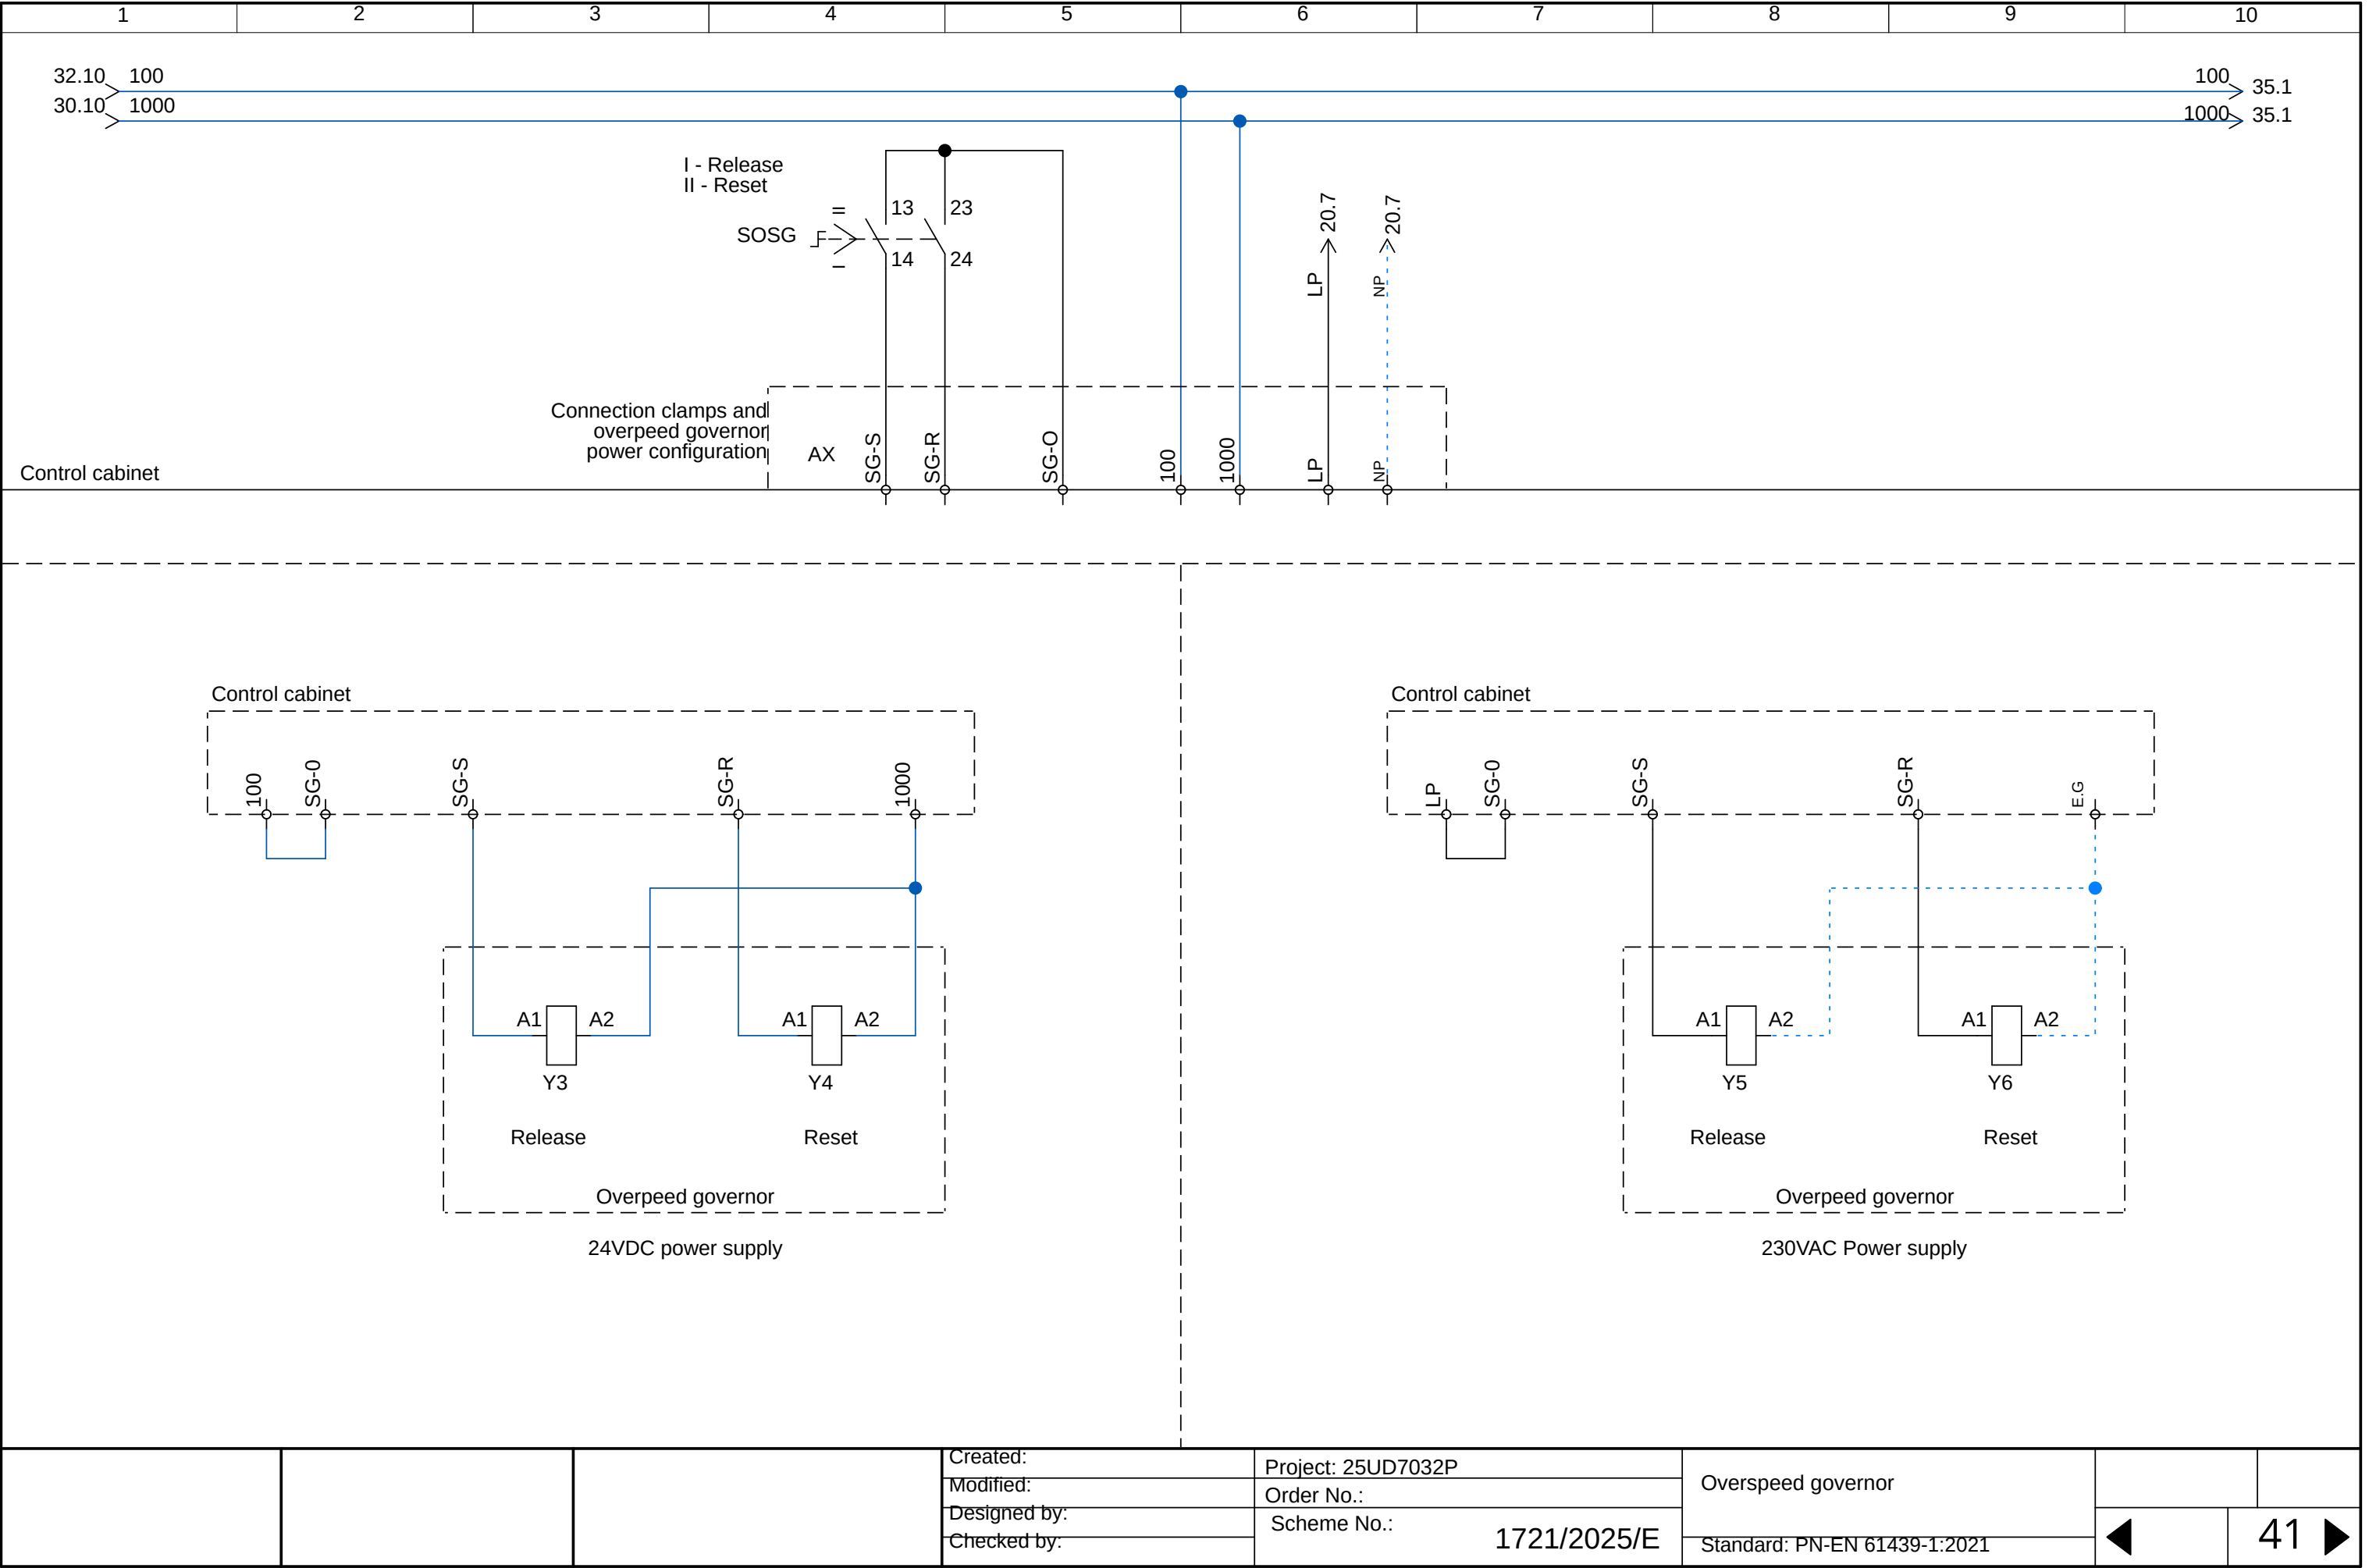 1 2 3 4 5 6 7 8 9 10
32.10 100 100 35.1
30.10 1000 1000 35.1
I - Release
II - Reset
= 13 23
SOSG
14 24
20.7 20.7
LP NP
Connection clamps and
overpeed governor
power configuration
AX SG-S SG-R SG-O 100 1000 LP NP
Control cabinet
Control cabinet
100 SG-0 SG-S SG-R 1000
A1 A2 A1 A2
Y3 Y4
Release Reset
Overpeed governor
24VDC power supply
Control cabinet
LP SG-0 SG-S SG-R E.G
A1 A2 A1 A2
Y5 Y6
Release Reset
Overpeed governor
230VAC Power supply
Created:
Modified:
Designed by:
Checked by:
Project: 25UD7032P
Order No.:
Scheme No.:
1721/2025/E
Overspeed governor
Standard: PN-EN 61439-1:2021
41